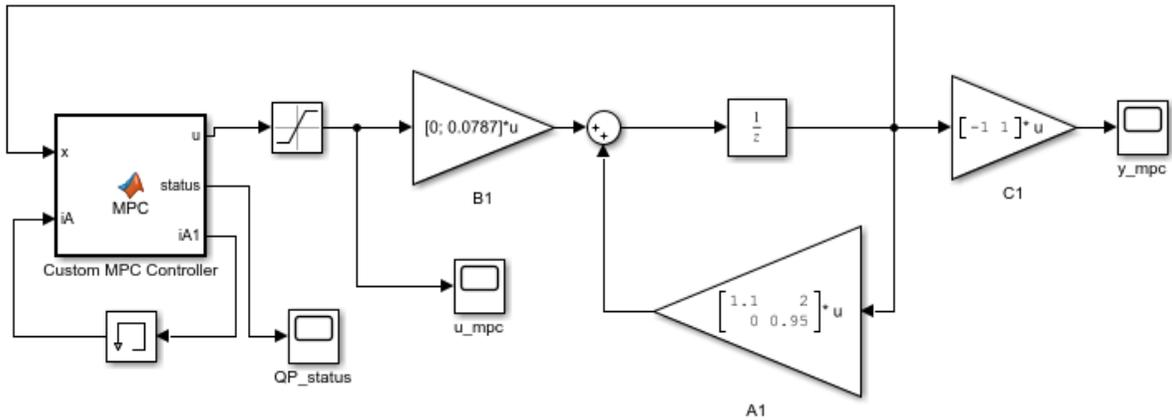 u
x
status
MPC
iA
iA1
Custom MPC Controller
[0; 0.0787]*u
B1
+
+
1
z
[ -1 1 ]* u
C1
y_mpc
u_mpc
QP_status
[ 1.1 2
0 0.95 ]* u
A1